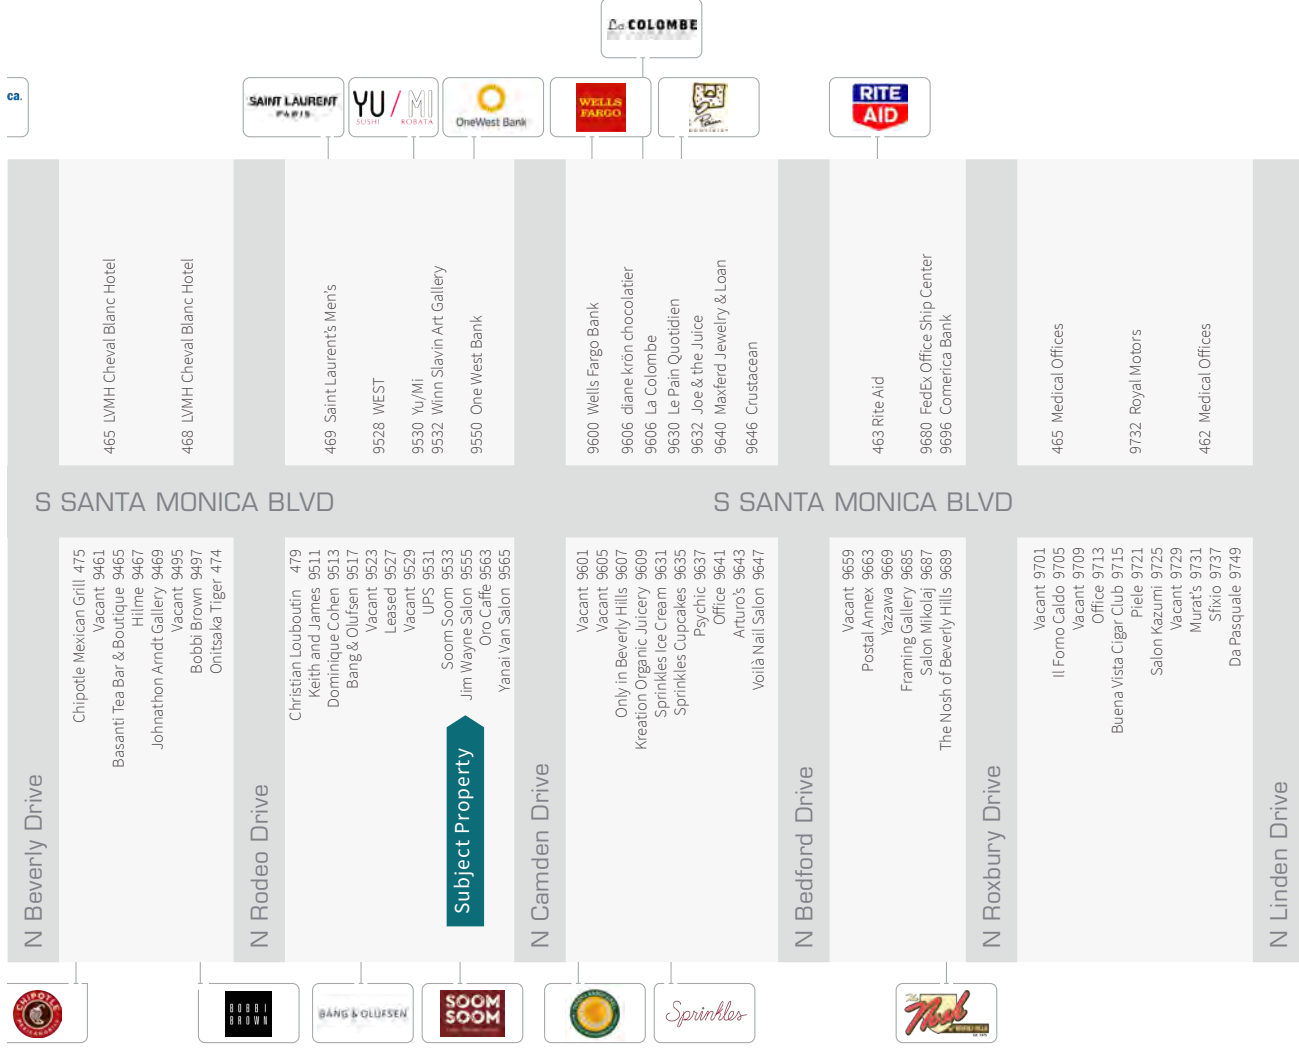 La COLOMBE
ca.
SAINT LAURENT
PARIS
YU / MI
SUSHI ROBATA
OneWest Bank
WELLS
FARGO
Le Pain
Quotidien
RITE
AID
465 LVMH Cheval Blanc Hotel
468 LVMH Cheval Blanc Hotel
469 Saint Laurent's Men's
9528 WEST
9530 Yu/Mi
9532 Winn Slavin Art Gallery
9550 One West Bank
9600 Wells Fargo Bank
9606 diane krön chocolatier
9606 La Colombe
9630 Le Pain Quotidien
9632 Joe & the Juice
9640 Maxferd Jewelry & Loan
9646 Crustacean
463 Rite Aid
9680 FedEx Office Ship Center
9696 Comerica Bank
465 Medical Offices
9732 Royal Motors
462 Medical Offices
S SANTA MONICA BLVD
S SANTA MONICA BLVD
Chipotle Mexican Grill 475
Vacant 9461
Basanti Tea Bar & Boutique 9465
Hilme 9467
Johnathon Arndt Gallery 9469
Vacant 9495
Bobbi Brown 9497
Onitsaka Tiger 474
Christian Louboutin 479
Keith and James 9511
Dominique Cohen 9513
Bang & Olufsen 9517
Vacant 9523
Leased 9527
Vacant 9529
UPS 9531
Soom Soom 9533
Jim Wayne Salon 9555
Oro Caffe 9563
Yanai Van Salon 9565
Vacant 9601
Vacant 9605
Only in Beverly Hills 9607
Kreation Organic Juicery 9609
Sprinkles Ice Cream 9631
Sprinkles Cupcakes 9635
Psychic 9637
Office 9641
Arturo's 9643
Voilà Nail Salon 9647
Vacant 9659
Postal Annex 9663
Yazawa 9669
Framing Gallery 9685
Salon Mikolaj 9687
The Nosh of Beverly Hills 9689
Vacant 9701
Il Forno Caldo 9705
Vacant 9709
Office 9713
Buena Vista Cigar Club 9715
Piele 9721
Salon Kazumi 9725
Vacant 9729
Murat's 9731
Sfixio 9737
Da Pasquale 9749
Subject Property
N Beverly Drive
N Rodeo Drive
N Camden Drive
N Bedford Drive
N Roxbury Drive
N Linden Drive
CHIPOTLE
BOBBI
BROWN
BANG & OLUFSEN
SOOM
SOOM
Sprinkles
The
Nosh
OF BEVERLY HILLS